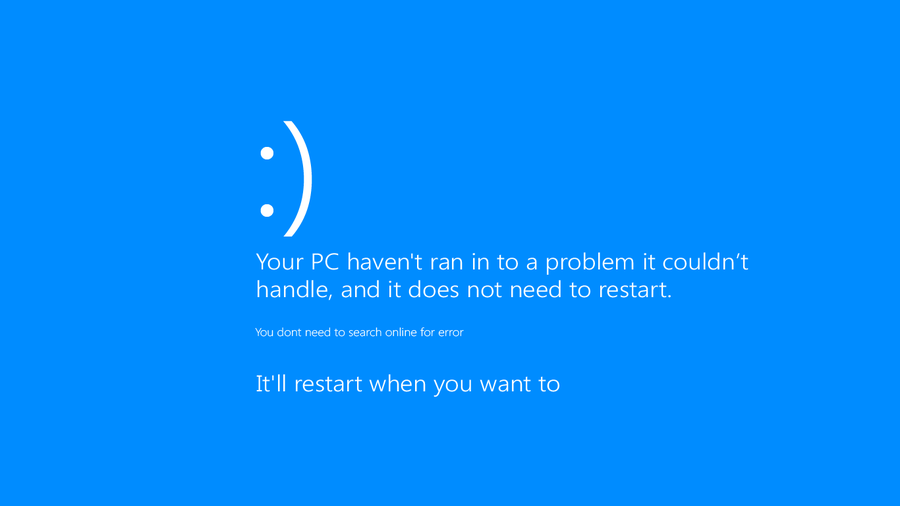 :)
Your PC haven't ran in to a problem it couldn’t
handle, and it does not need to restart.
You dont need to search online for error
It'll restart when you want to